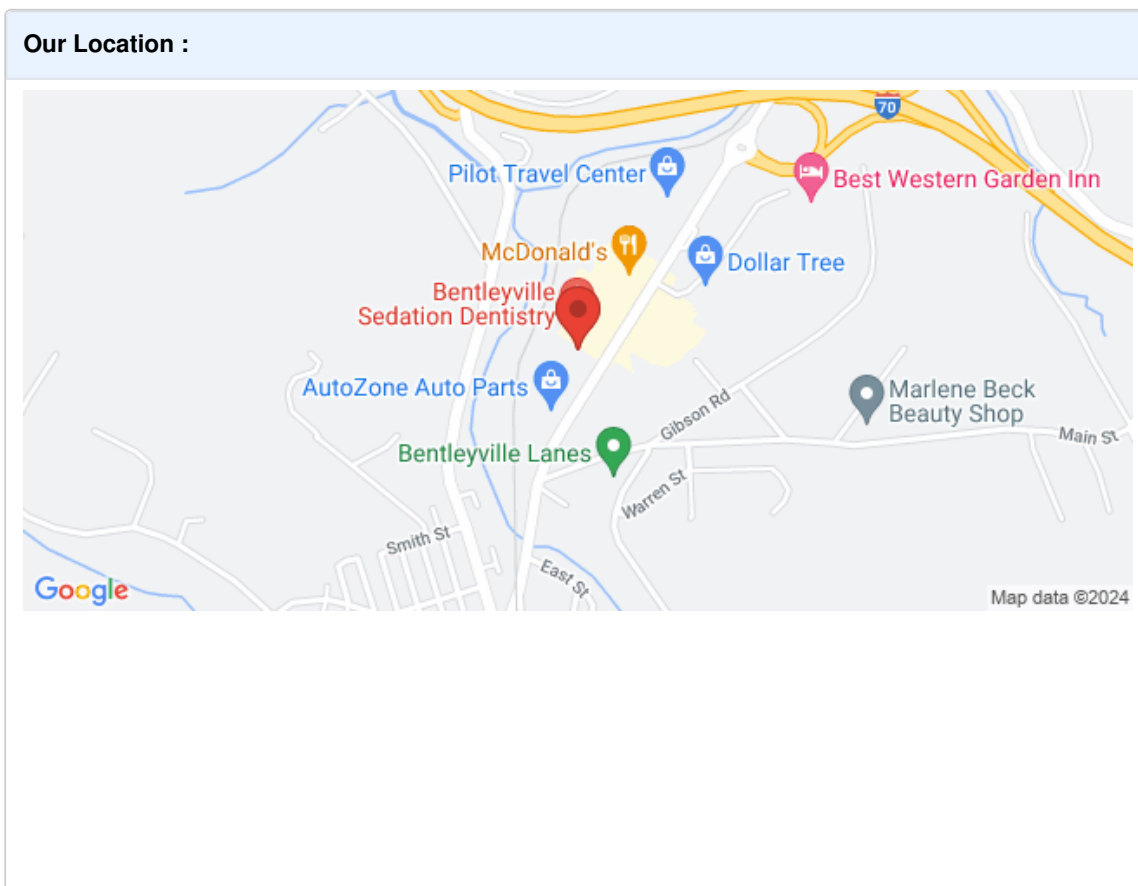 Our Location :
70
Pilot Travel Center
Best Western Garden Inn
McDonald's
Dollar Tree
Bentleyville
Sedation Dentistry
AutoZone Auto Parts
Marlene Beck
Beauty Shop
Gibson Rd
Main St
Bentleyville Lanes
Warren St
Smith St
East St
Google
Map data ©2024